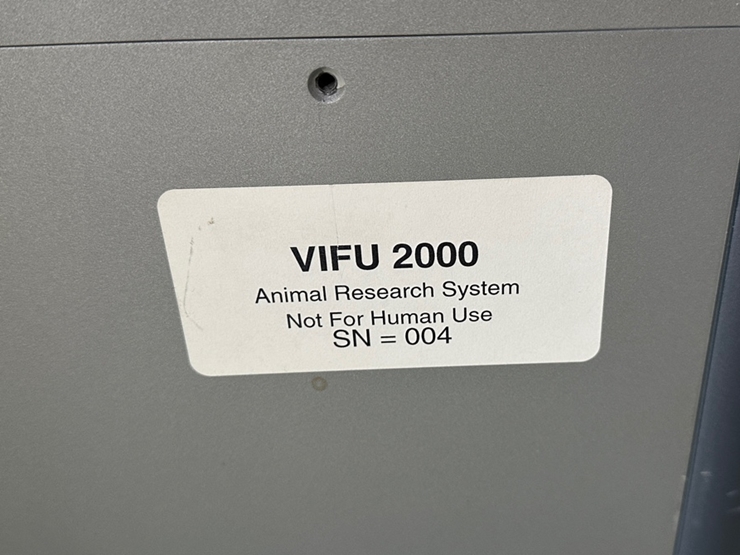 VIFU 2000
Animal Research System
Not For Human Use
SN = 004